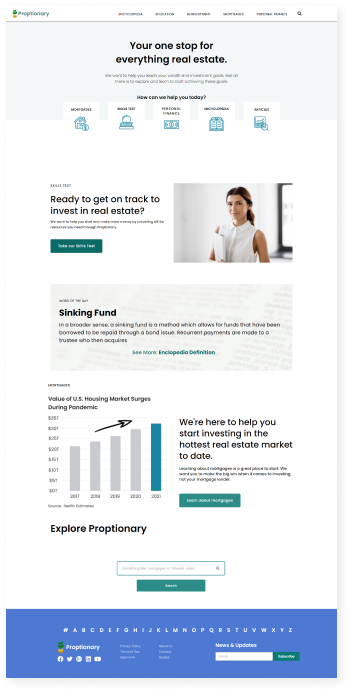 Proptionary
ENCYCLOPEDIA
EDUCATION
MORTGAGES
PERSONAL FINANCE
Your one stop for
everything real estate.
We want to help you reach your wealth and investment goals. See all
there is to explore and learn to start achieving these goals.
How can we help you today?
MORTGAGES
SKILLS TEST
PERSONAL
FINANCE
ENCYCLOPEDIA
ARTICLES
SKILLS TEST
Ready to get on track to
invest in real estate?
We want to help you start and make more money by providing all the
resources you need through Proptionary.
Take our Skills Test
WORD OF THE DAY
Sinking Fund
In a broader sense, a sinking fund is a method which allows for funds that have been
borrowed to be repaid through a bond issue. Recurrent payments are made to a
trustee who then acquires
See More Enclopedia Definition
MORTGAGES
Value of U.S. Housing Market Surges
During Pandemic
$35T
$30T
$25T
$20T
$15T
$10T
$5T
$0T
2017 2018 2019 2020 2021
Source: Redfin Estimates
We're here to help you
start investing in the
hottest real estate market
to date.
Learning about mortgages is a great place to start. We
want you to make the big win when it comes to investing,
not your mortgage lender.
Learn about mortgages
Explore Proptionary
Search
# A B C D E F G H I J K L M N O P Q R S T U V W X Y Z
Proptionary
Privacy Policy
Terms of Use
About Us
Contact
News & Updates
Subscribe